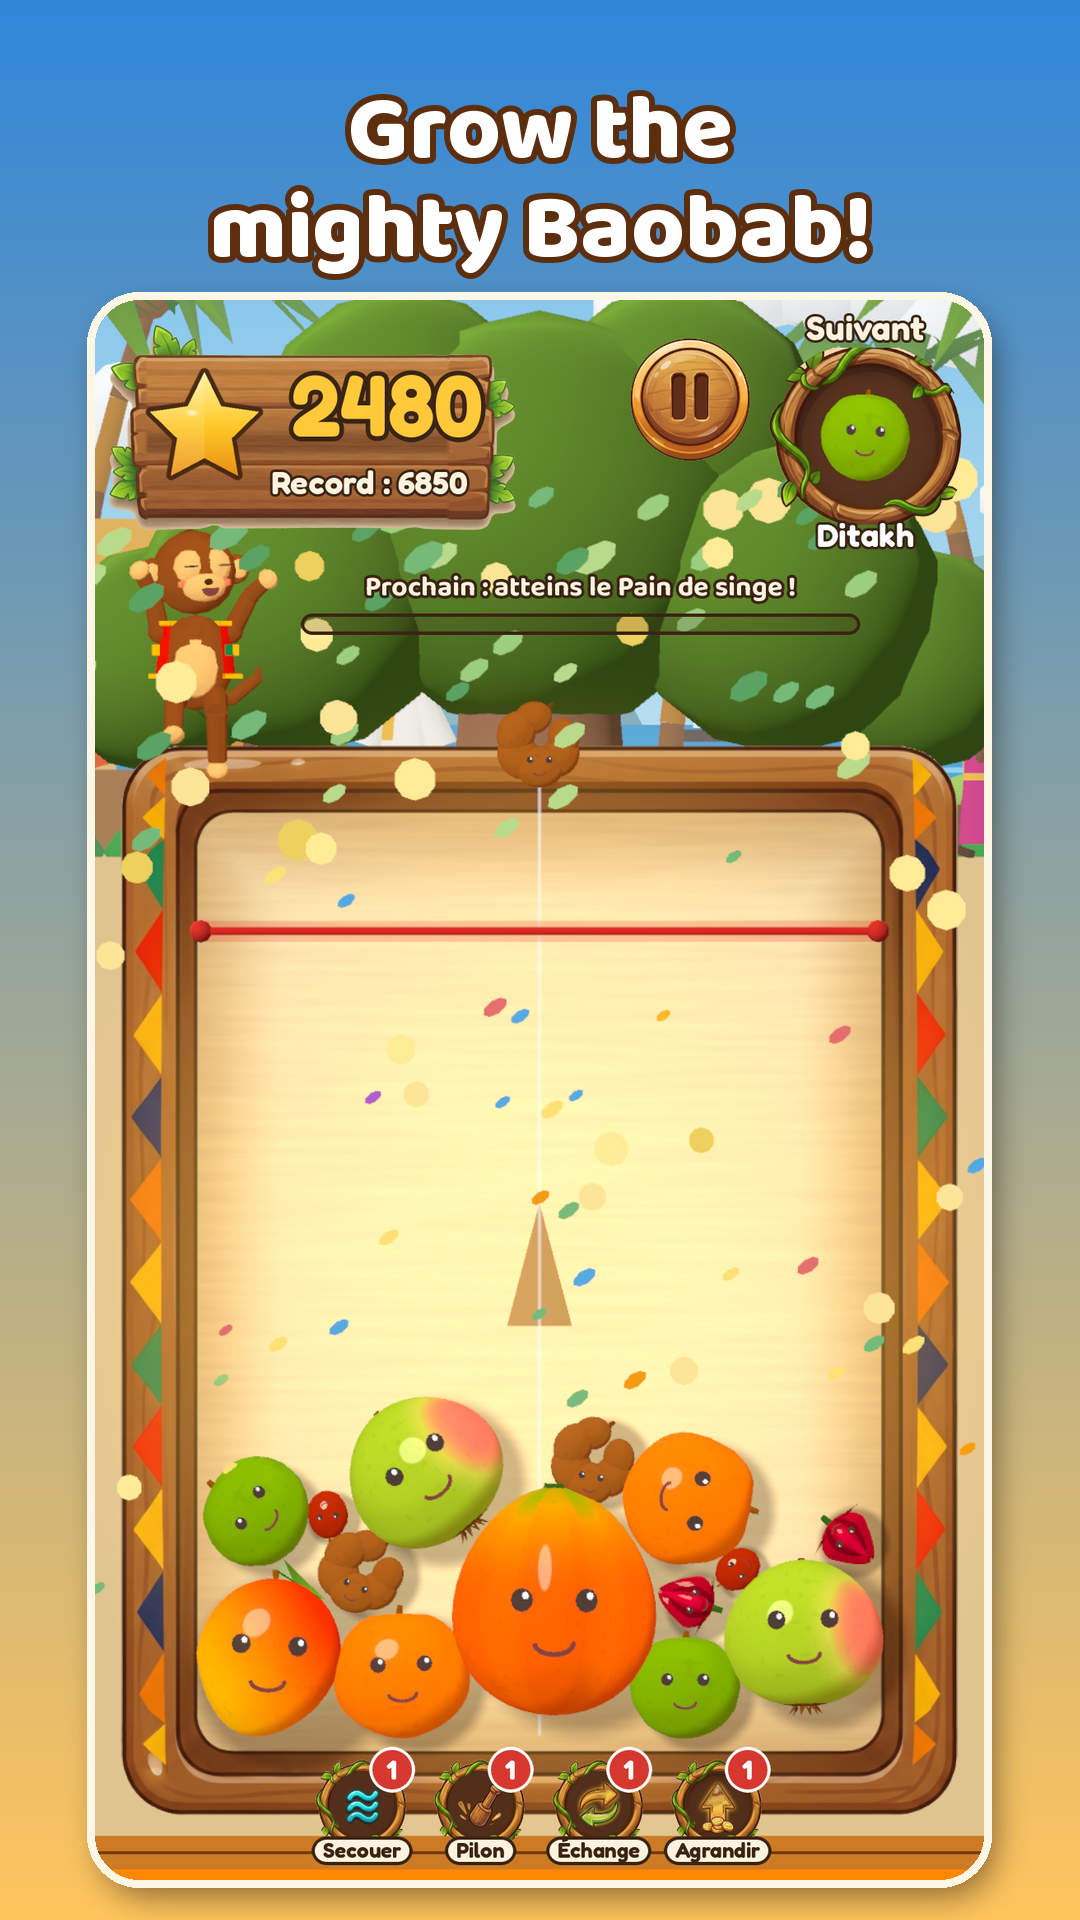 Grow the
mighty Baobab!
Suivant
2480
Record : 6850
Ditakh
Prochain : atteins le Pain de singe !
1 1 1 1
Secouer Pilon Échange Agrandir